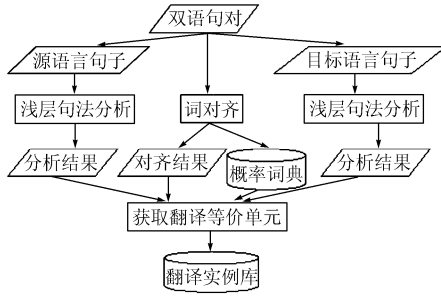 双语句对
源语言句子
目标语言句子
浅层句法分析
词对齐
浅层句法分析
分析结果
对齐结果
概率词典
分析结果
获取翻译等价单元
翻译实例库